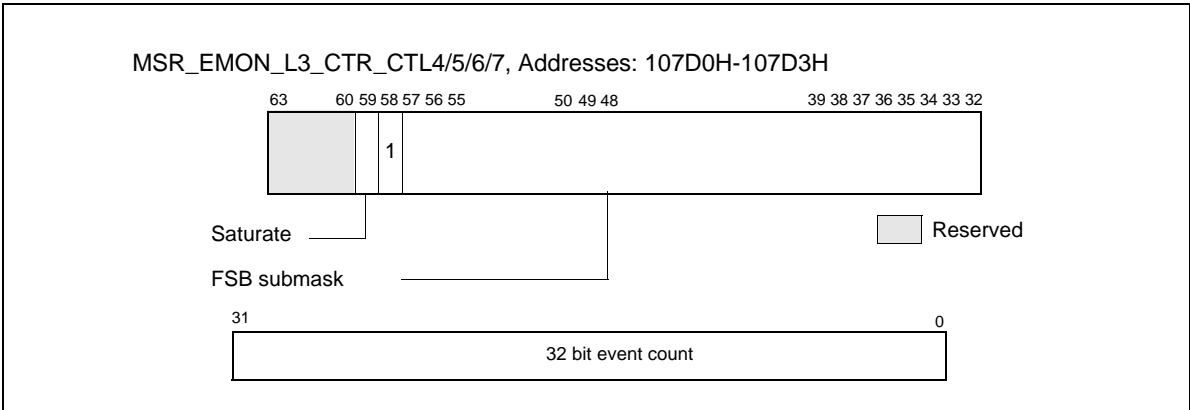 MSR_EMON_L3_CTR_CTL4/5/6/7, Addresses: 107D0H-107D3H
63 60 59 58 57 56 55 50 49 48 39 38 37 36 35 34 33 32
1
Saturate
Reserved
FSB submask
31 0
32 bit event count